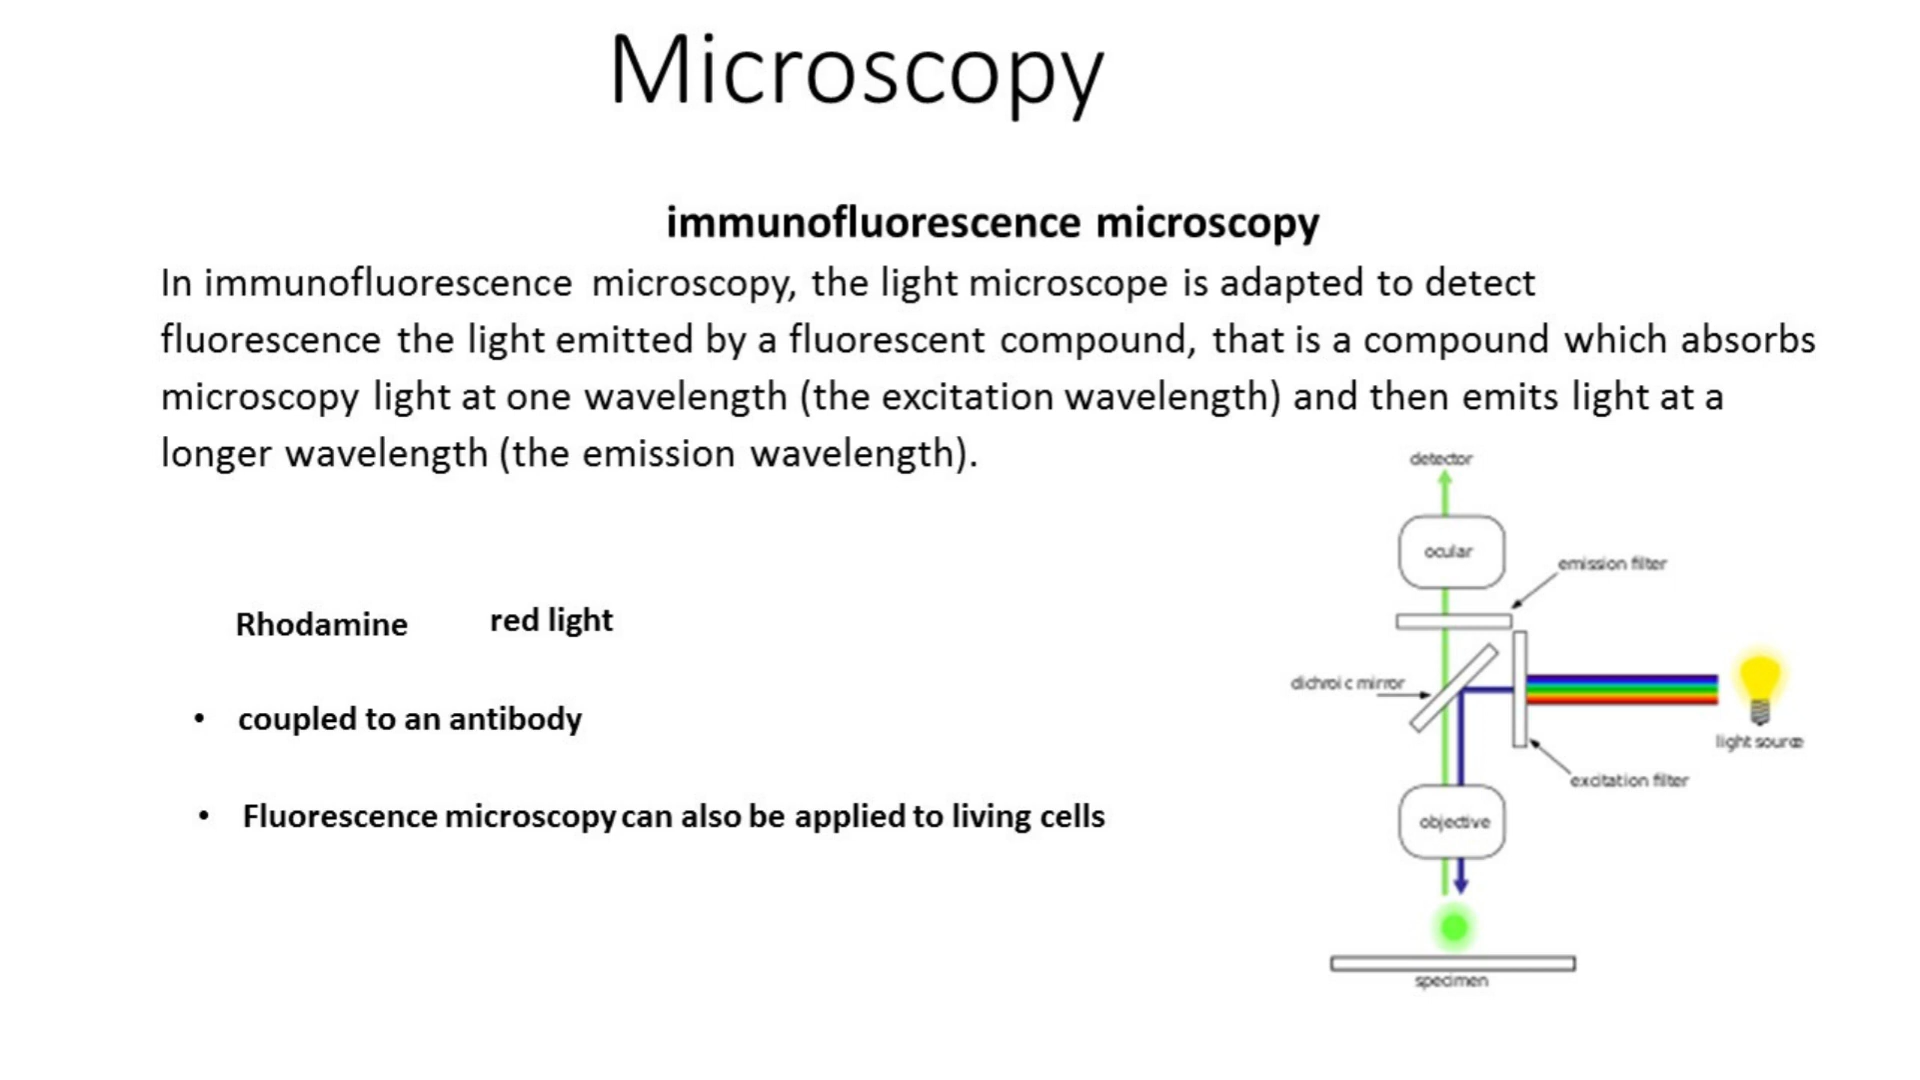 Microscopy
immunofluorescence microscopy
In immunofluorescence microscopy, the light microscope is adapted to detect
fluorescence the light emitted by a fluorescent compound, that is a compound which absorbs
microscopy light at one wavelength (the excitation wavelength) and then emits light at a
longer wavelength (the emission wavelength).
Rhodamine red light
• coupled to an antibody
• Fluorescence microscopy can also be applied to living cells
detector
ocular
emission filter
dichroic mirror
light source
excitation filter
objective
specimen